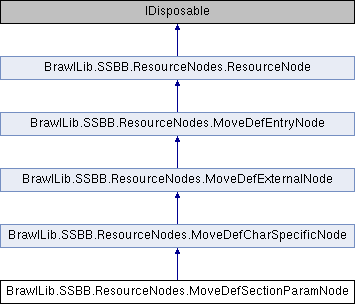 IDisposable
BrawlLib.SSBB.ResourceNodes.ResourceNode
BrawlLib.SSBB.ResourceNodes.MoveDefEntryNode
BrawlLib.SSBB.ResourceNodes.MoveDefExternalNode
BrawlLib.SSBB.ResourceNodes.MoveDefCharSpecificNode
BrawlLib.SSBB.ResourceNodes.MoveDefSectionParamNode